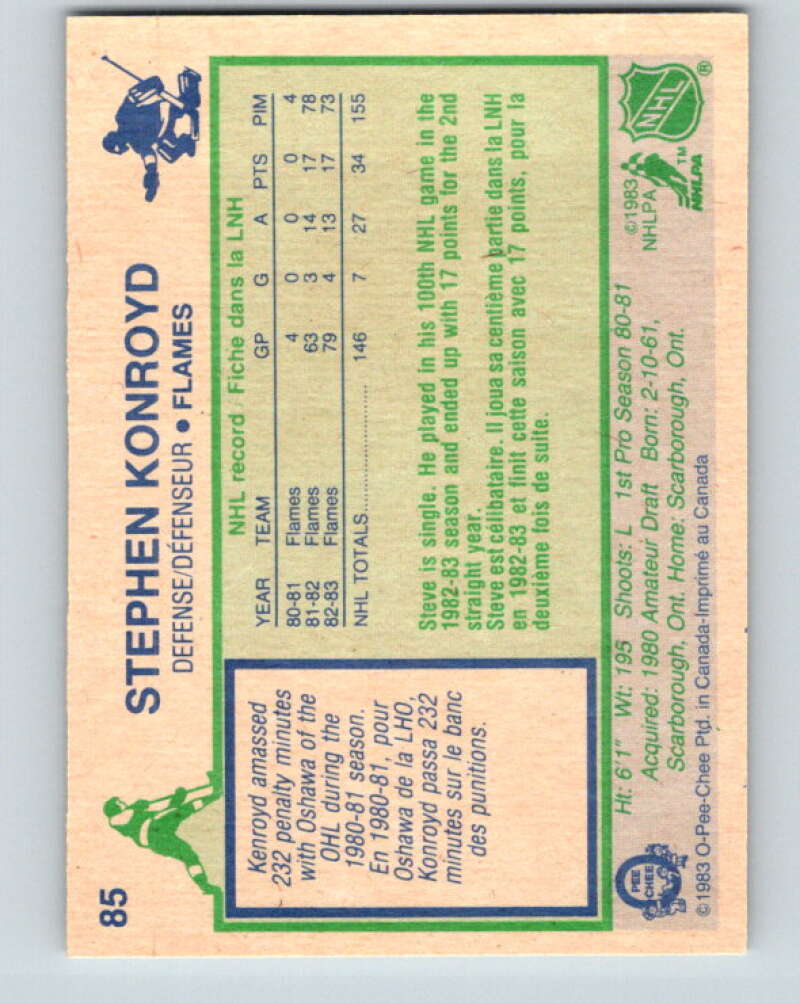 85
STEPHEN KONROYD
DEFENSE/DÉFENSEUR • FLAMES
Kenroyd amassed
232 penalty minutes
with Oshawa of the
OHL during the
1980-81 season.
En 1980-81, pour
Oshawa de la LHO,
Konroyd passa 232
minutes sur le banc
des punitions.
NHL record / Fiche dans la LNH
YEAR TEAM GP G A PTS PIM
80-81 Flames 4 0 0 0 4
81-82 Flames 63 3 14 17 78
82-83 Flames 79 4 13 17 73
NHL TOTALS.................... 146 7 27 34 155
Steve is single. He played in his 100th NHL game in the
1982-83 season and ended up with 17 points for the 2nd
straight year.
Steve est célibataire. Il joua sa centième partie dans la LNH
en 1982-83 et finit cette saison avec 17 points, pour la
deuxième fois de suite.
Ht: 6'1" Wt: 195 Shoots: L 1st Pro Season 80-81
Acquired: 1980 Amateur Draft Born: 2-10-61,
Scarborough, Ont. Home: Scarborough, Ont.
©1983 O-Pee-Chee Ptd. in Canada-Imprimé au Canada
O
PEE
CHEE
©1983
NHLPA
NHLPA
TM
NHL
®